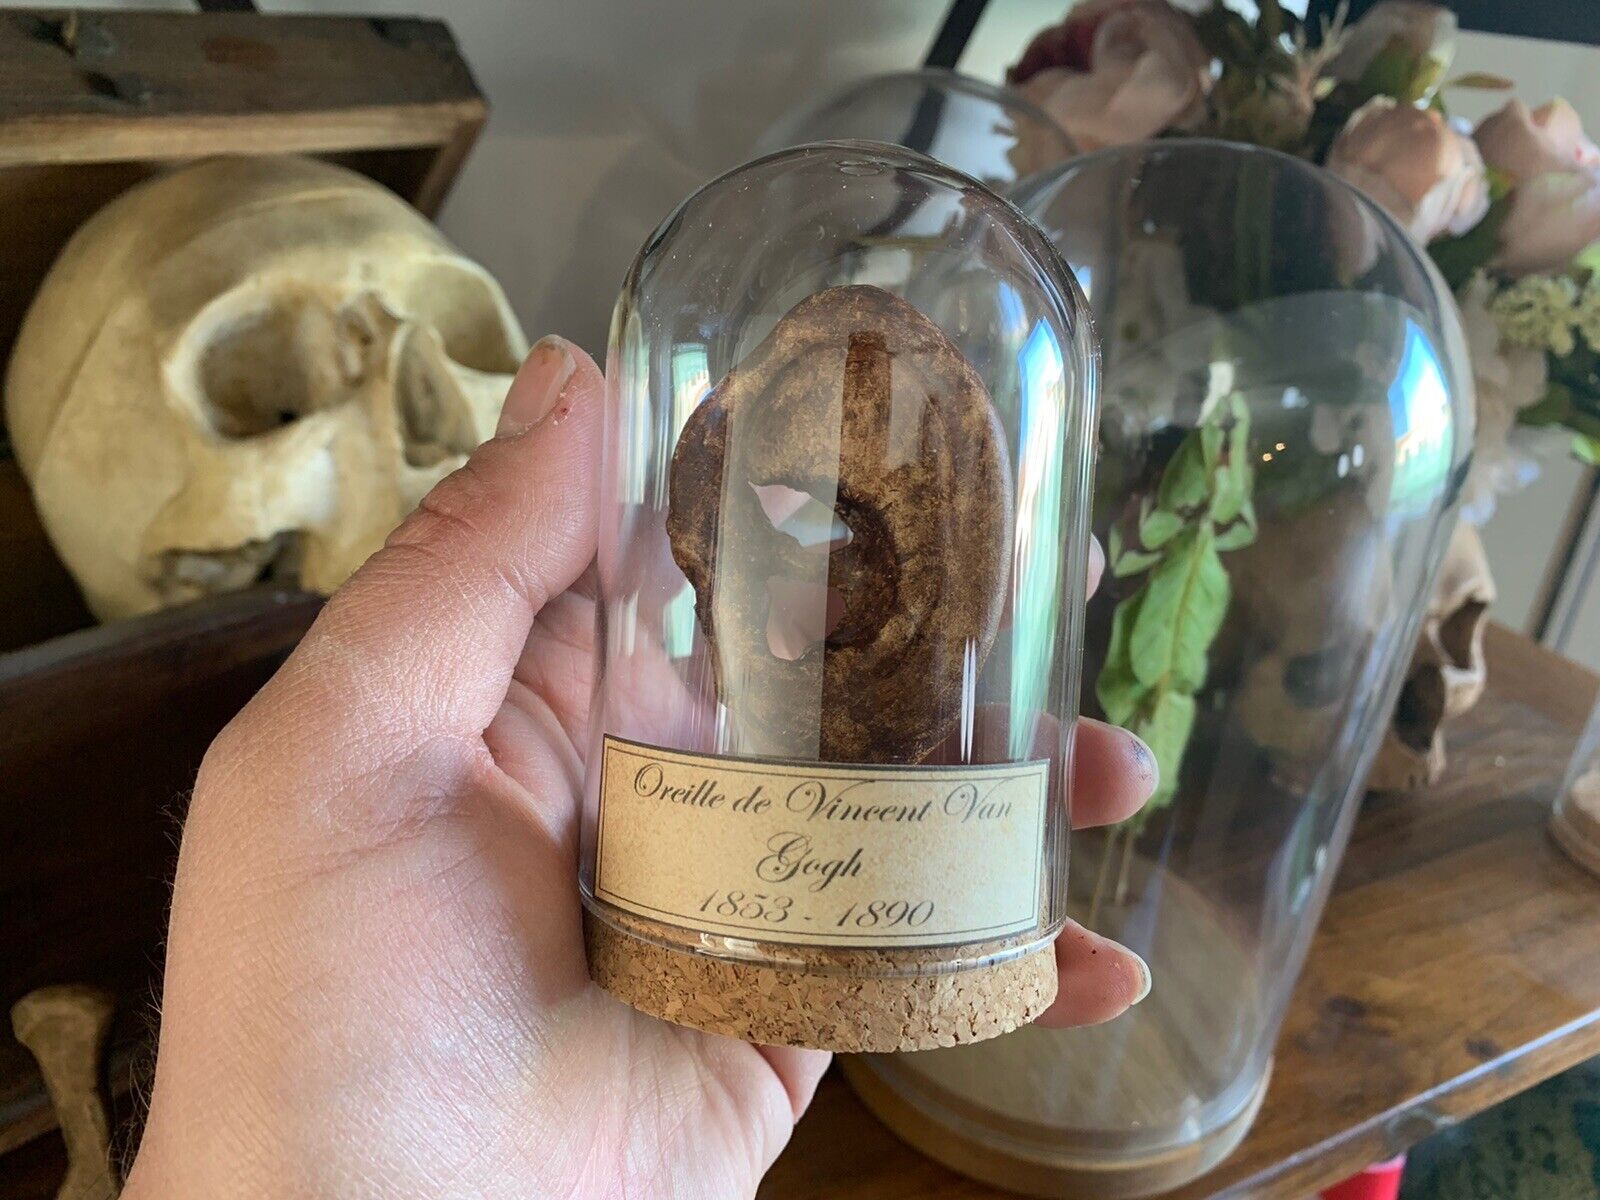 Oreille de Vincent Van
Gogh
1853 - 1890